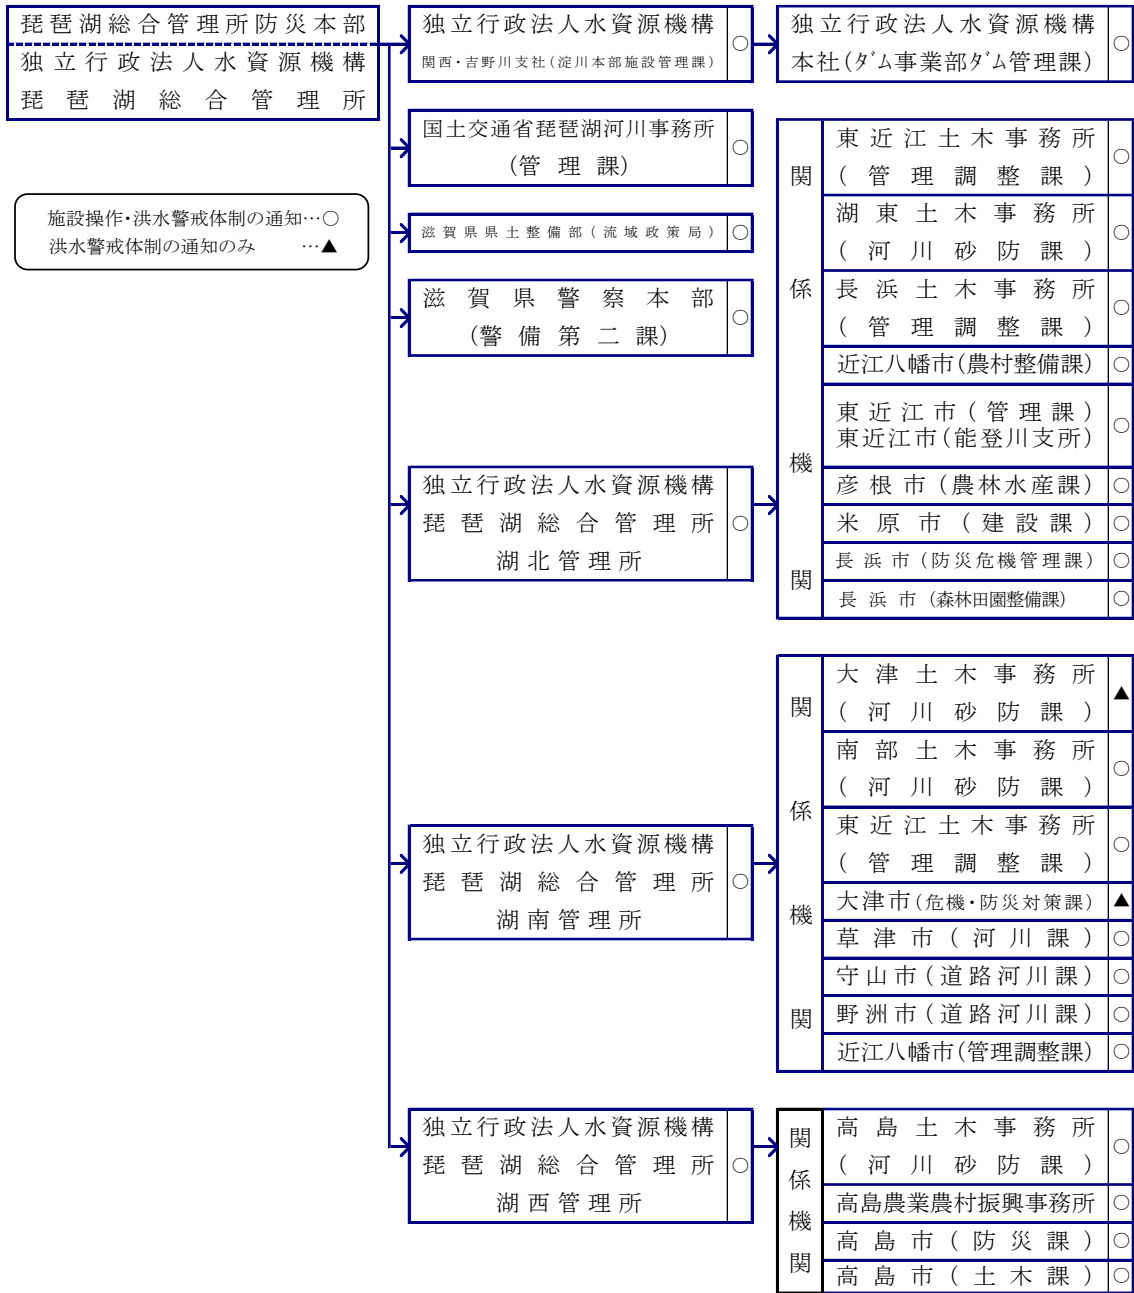 琵琶湖総合管理所防災本部
独立行政法人水資源機構
琵琶湖総合管理所
施設操作・洪水警戒体制の通知…○
洪水警戒体制の通知のみ …▲
独立行政法人水資源機構
関西・吉野川支社(淀川本部施設管理課)
○
独立行政法人水資源機構
本社(ダム事業部ダム管理課)
○
国土交通省琵琶湖河川事務所
(管理課)
○
滋賀県県土整備部(流域政策局)
○
滋賀県警察本部
(警備第二課)
○
独立行政法人水資源機構
琵琶湖総合管理所
湖北管理所
○
関係機関
東近江土木事務所
(管理調整課)
○
湖東土木事務所
(河川砂防課)
○
長浜土木事務所
(管理調整課)
○
近江八幡市(農村整備課)
○
東近江市(管理課)
東近江市(能登川支所)
○
彦根市(農林水産課)
○
米原市(建設課)
○
長浜市(防災危機管理課)
○
長浜市(森林田園整備課)
○
独立行政法人水資源機構
琵琶湖総合管理所
湖南管理所
○
関係機関
大津土木事務所
(河川砂防課)
▲
南部土木事務所
(河川砂防課)
○
東近江土木事務所
(管理調整課)
○
大津市(危機・防災対策課)
▲
草津市(河川課)
○
守山市(道路河川課)
○
野洲市(道路河川課)
○
近江八幡市(管理調整課)
○
独立行政法人水資源機構
琵琶湖総合管理所
湖西管理所
○
関係機関
高島土木事務所
(河川砂防課)
○
高島農業農村振興事務所
○
高島市(防災課)
○
高島市(土木課)
○